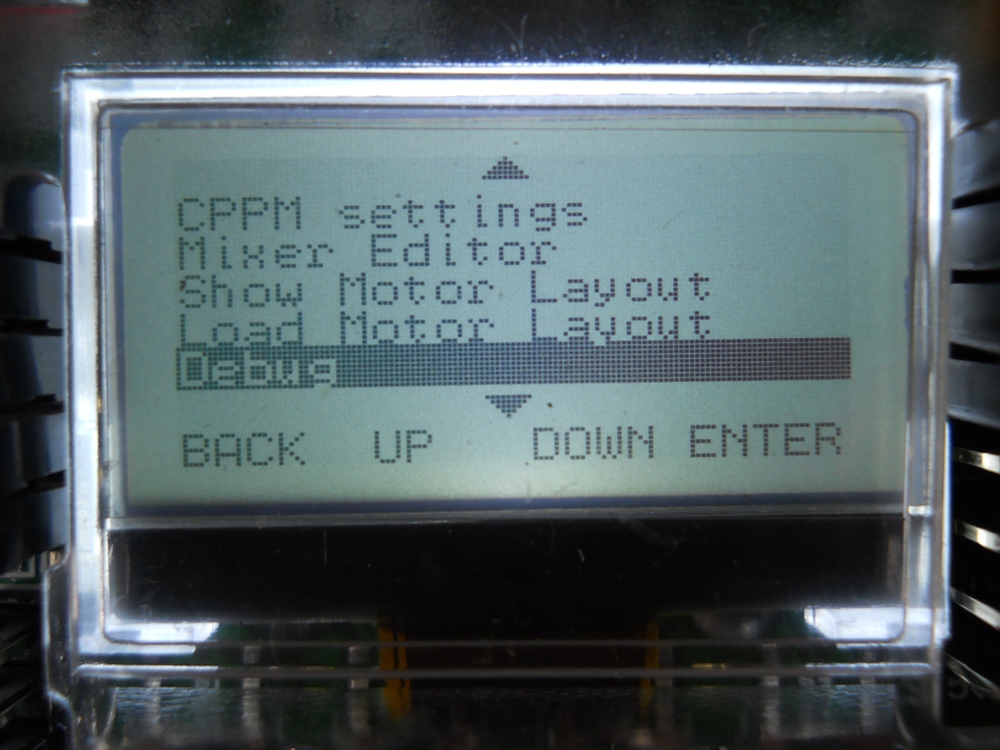 CPPM settings
Mixer Editor
Show Motor Layout
Load Motor Layout
Debug
BACK UP DOWN ENTER